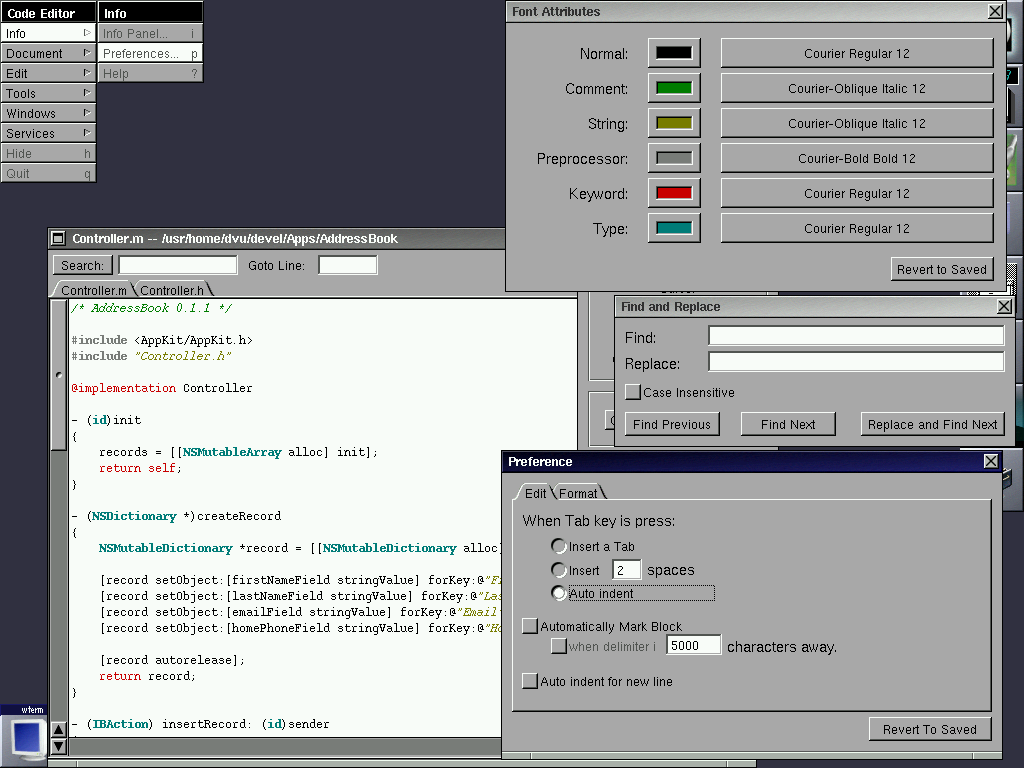 Code Editor
Info
Document
Edit
Tools
Windows
Services
Hide h
Quit q
Info
Info Panel... i
Preferences... p
Help ?
Font Attributes
Normal: Courier Regular 12
Comment: Courier-Oblique Italic 12
String: Courier-Oblique Italic 12
Preprocessor: Courier-Bold Bold 12
Keyword: Courier Regular 12
Type: Courier Regular 12
Revert to Saved
Controller.m -- /usr/home/dvu/devel/Apps/AddressBook
Search: Goto Line:
Controller.m Controller.h
/* AddressBook 0.1.1 */
#include <AppKit/AppKit.h>
#include "Controller.h"
@implementation Controller
- (id)init
{
records = [[NSMutableArray alloc] init];
return self;
}
- (NSDictionary *)createRecord
{
NSMutableDictionary *record = [[NSMutableDictionary alloc]
[record setObject:[firstNameField stringValue] forKey:@"F
[record setObject:[lastNameField stringValue] forKey:@"Las
[record setObject:[emailField stringValue] forKey:@"Email
[record setObject:[homePhoneField stringValue] forKey:@"Ho
[record autorelease];
return record;
}
- (IBAction) insertRecord: (id)sender
Find and Replace
Find:
Replace:
Case Insensitive
Find Previous Find Next Replace and Find Next
Preference
Edit Format
When Tab key is press:
Insert a Tab
Insert 2 spaces
Auto indent
Automatically Mark Block
when delimiter i 5000 characters away.
Auto indent for new line
Revert To Saved
wterm